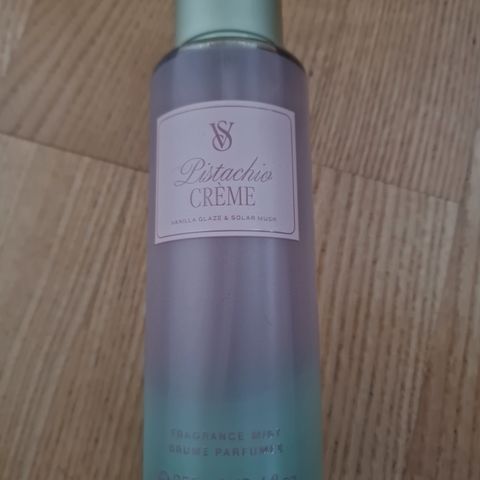 VS
Pistachio
CRÈME
VANILLA GLAZE & SOLAR MUSK
FRAGRANCE MIST
BRUME PARFUMÉE